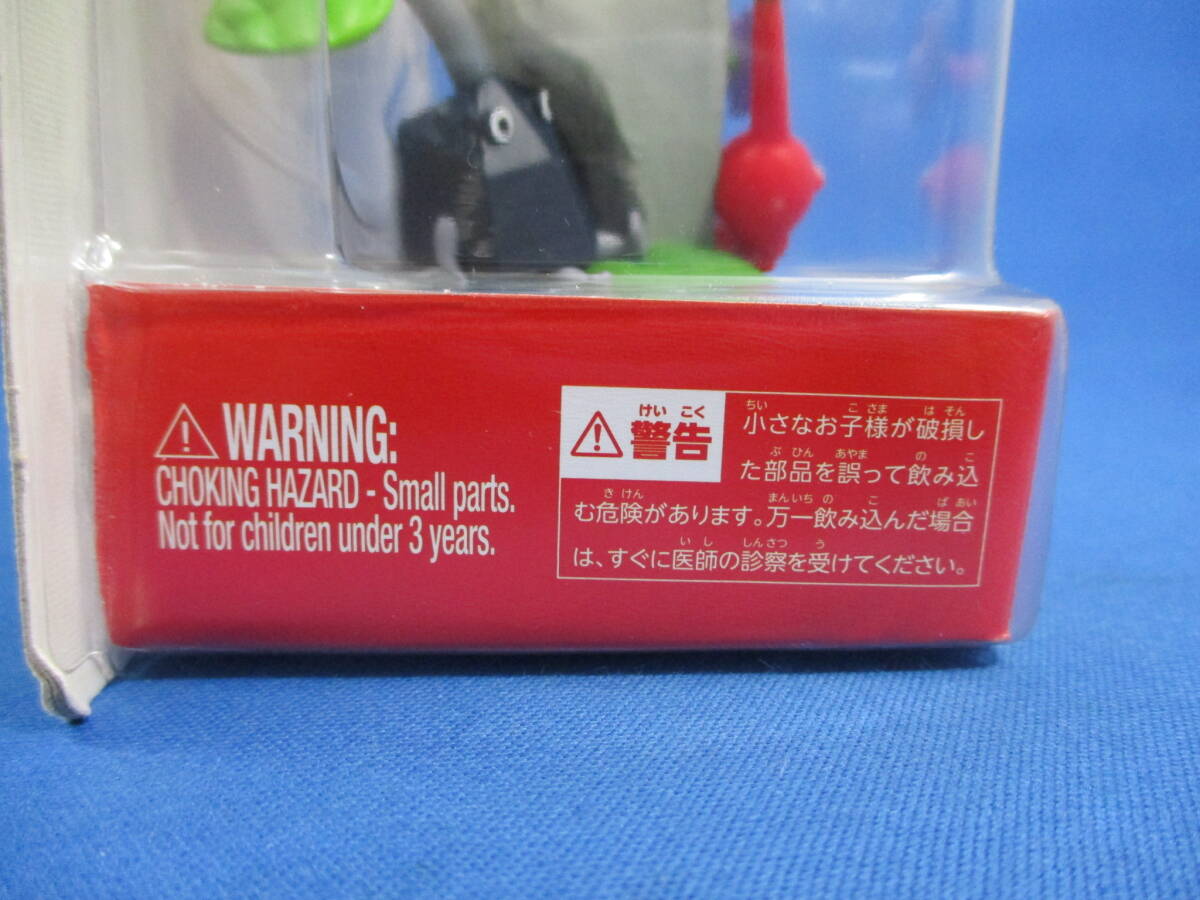 WARNING:
CHOKING HAZARD - Small parts.
Not for children under 3 years.
けい こく
警告
ちい こ さま は そん
小さなお子様が破損し
ぶ ひん あやま の こ
た部品を誤って飲み込
き けん まんいち の こ ば あい
む危険があります。万一飲み込んだ場合
い し しんさつ う
は、すぐに医師の診察を受けてください。